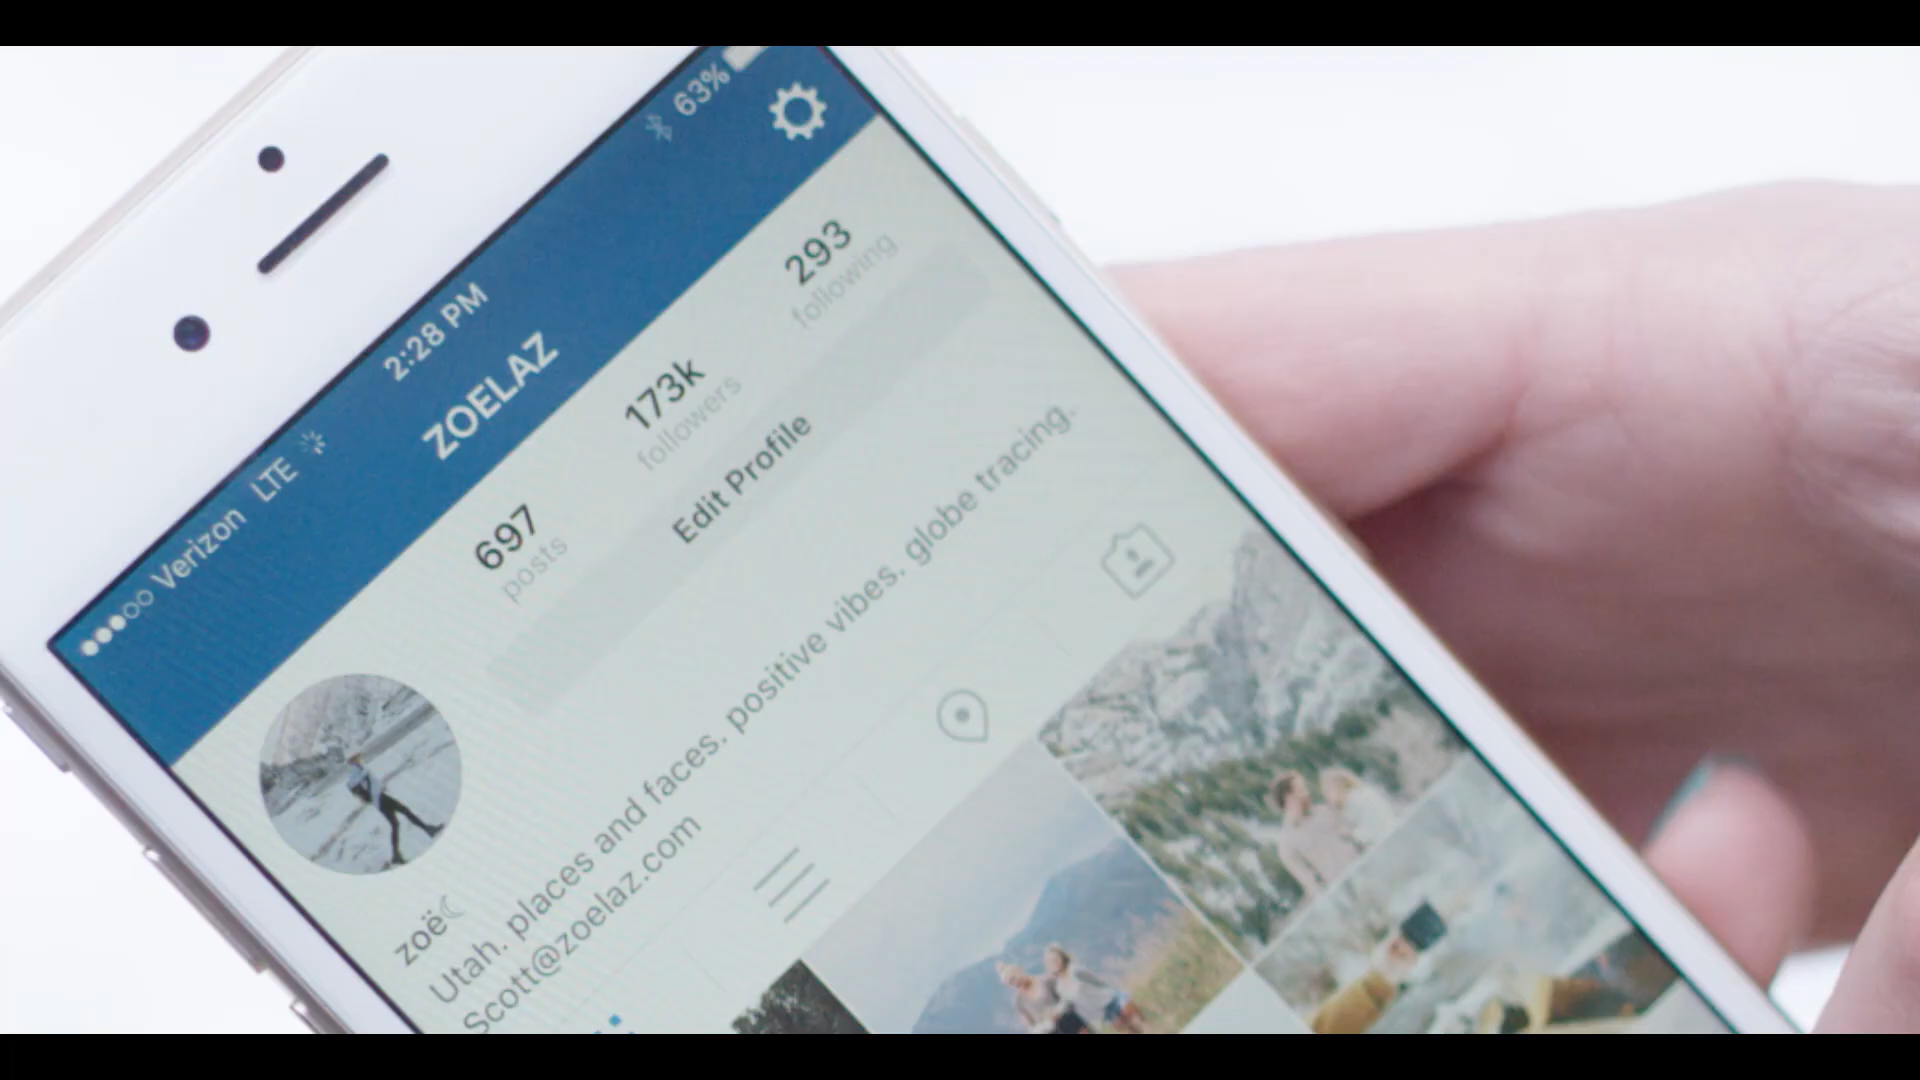 ●●●○○ Verizon LTE 2:28 PM 63%
ZOELAZ
697 173k 293
posts followers following
Edit Profile
zoë☾
Utah. places and faces. positive vibes. globe tracing.
Scott@zoelaz.com